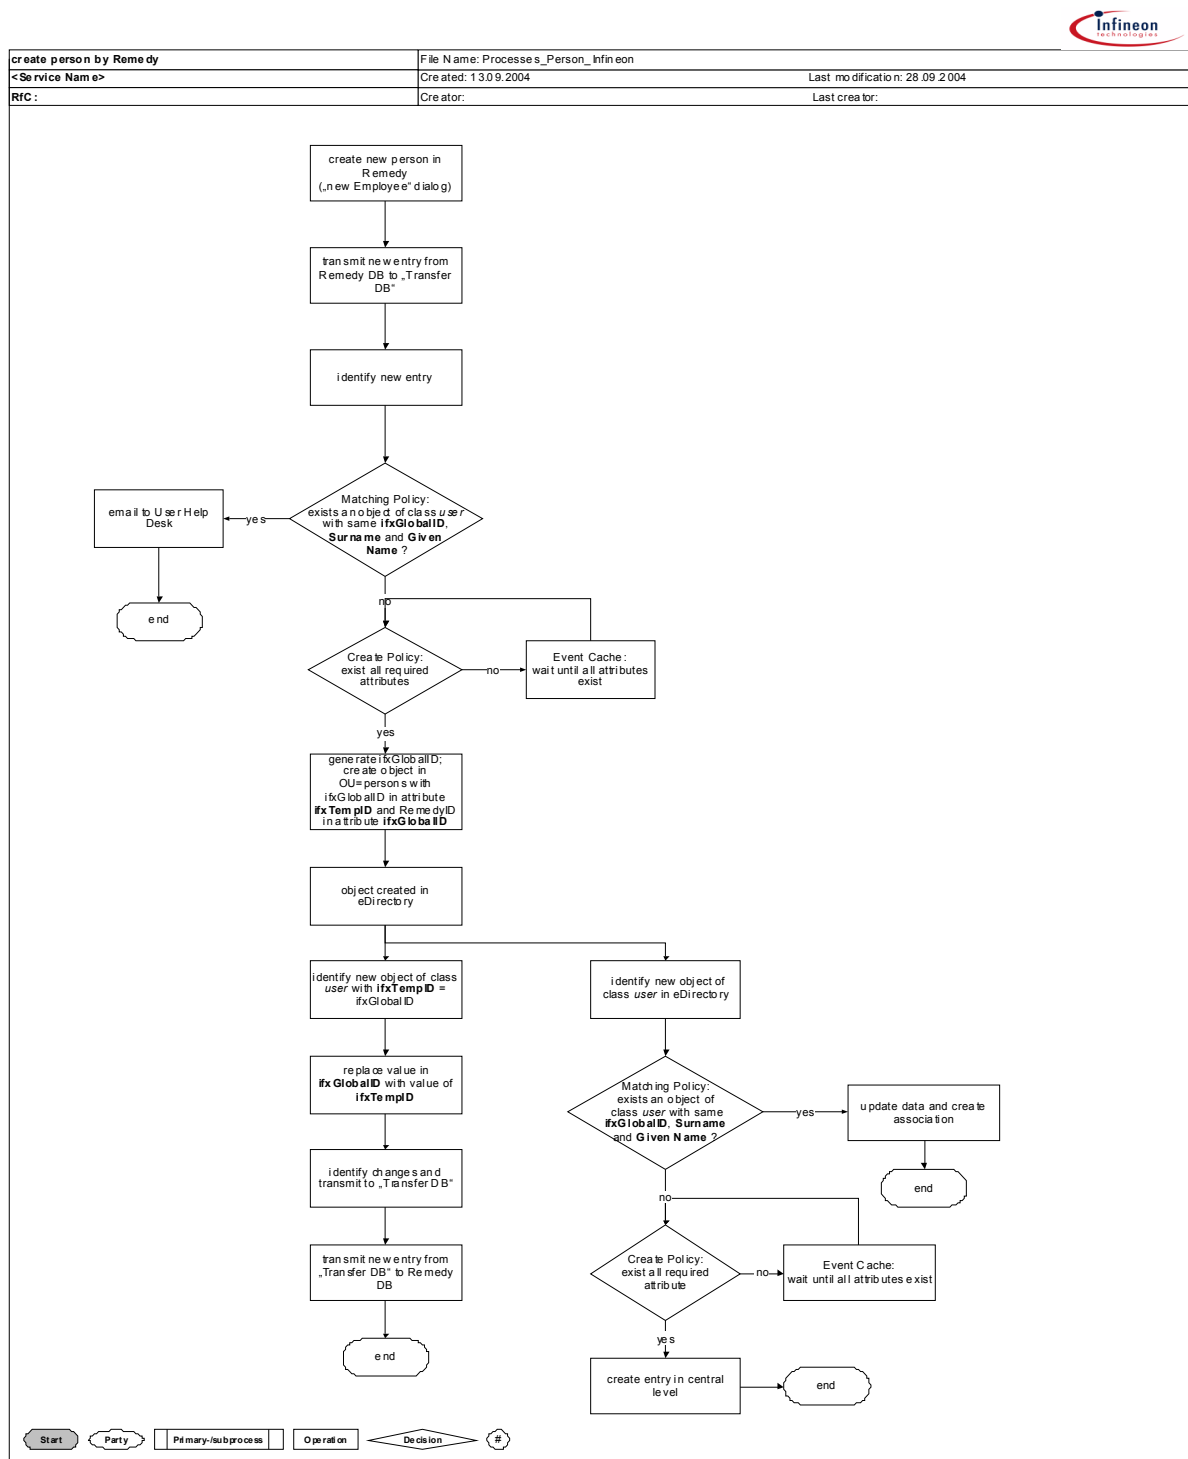 Infineon
technologies
create person by Remedy
File Name: Processes_Person_Infineon
<Service Name>
Created: 13.09.2004
Last modification: 28.09.2004
RfC:
Creator:
Last creator:
create new person in
Remedy
(„new Employee“ dialog)
transmit new entry from
Remedy DB to „Transfer
DB“
identify new entry
Matching Policy:
exists an object of class user
with same ifxGlobalID,
Surname and Given
Name ?
yes
email to User Help
Desk
end
no
Create Policy:
exist all required
attributes
no
Event Cache:
wait until all attributes
exist
yes
generate ifxGlobalID;
create object in
OU=persons with
ifxGlobalID in attribute
ifxTempID and RemedyID
in attribute ifxGlobalID
object created in
eDirectory
identify new object of class
user with ifxTempID =
ifxGlobalID
identify new object of
class user in eDirectory
replace value in
ifxGlobalID with value of
ifxTempID
Matching Policy:
exists an object of
class user with same
ifxGlobalID, Surname
and Given Name ?
yes
update data and create
association
end
identify changes and
transmit to „Transfer DB“
no
transmit new entry from
„Transfer DB“ to Remedy
DB
Create Policy:
exist all required
attribute
no
Event Cache:
wait until all attributes exist
end
yes
create entry in central
level
end
Start
Party
Primary-/subprocess
Operation
Decision
#